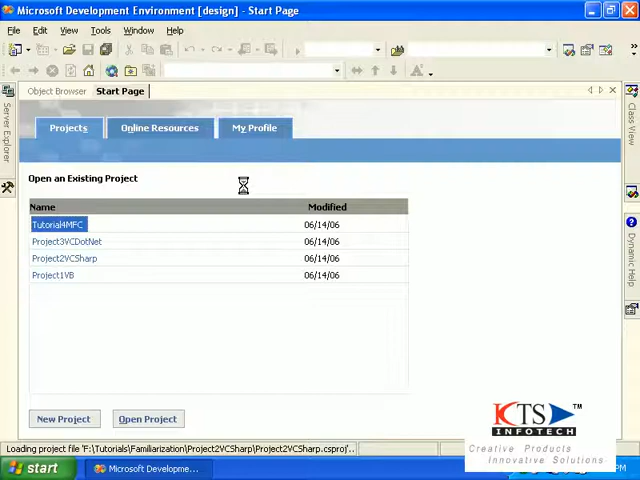 Microsoft Development Environment [design] - Start Page
File Edit View Tools Window Help
Object Browser Start Page
Server Explorer
Class View
Dynamic Help
Projects Online Resources My Profile
Open an Existing Project
Name Modified
Tutorial4MFC 06/14/06
Project3VCDotNet 06/14/06
Project2VCSharp 06/14/06
Project1VB 06/14/06
New Project Open Project
KTS TM
INFOTECH
Creative Products
Innovative Solutions
Loading project file 'F:\Tutorials\Familiarization\Project2VCSharp\Project2VCSharp.csproj'..
start Microsoft Developme...